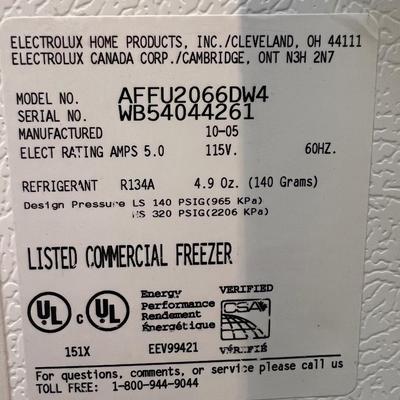 ELECTROLUX HOME PRODUCTS, INC./CLEVELAND, OH 44111
ELECTROLUX CANADA CORP./CAMBRIDGE, ONT N3H 2N7
MODEL NO. AFFU2066DW4
SERIAL NO. WB54044261
MANUFACTURED 10-05
ELECT RATING AMPS 5.0 115V. 60HZ.
REFRIGERANT R134A 4.9 Oz. (140 Grams)
Design Pressure LS 140 PSIG(965 KPa)
HS 320 PSIG(2206 KPa)
LISTED COMMERCIAL FREEZER
UL c UL
151X
Energy
Performance
Rendement
Énergétique
EEV99421
VERIFIED
CSA
VÉRIFIÉ
For questions, comments, or service please call us
TOLL FREE: 1-800-944-9044